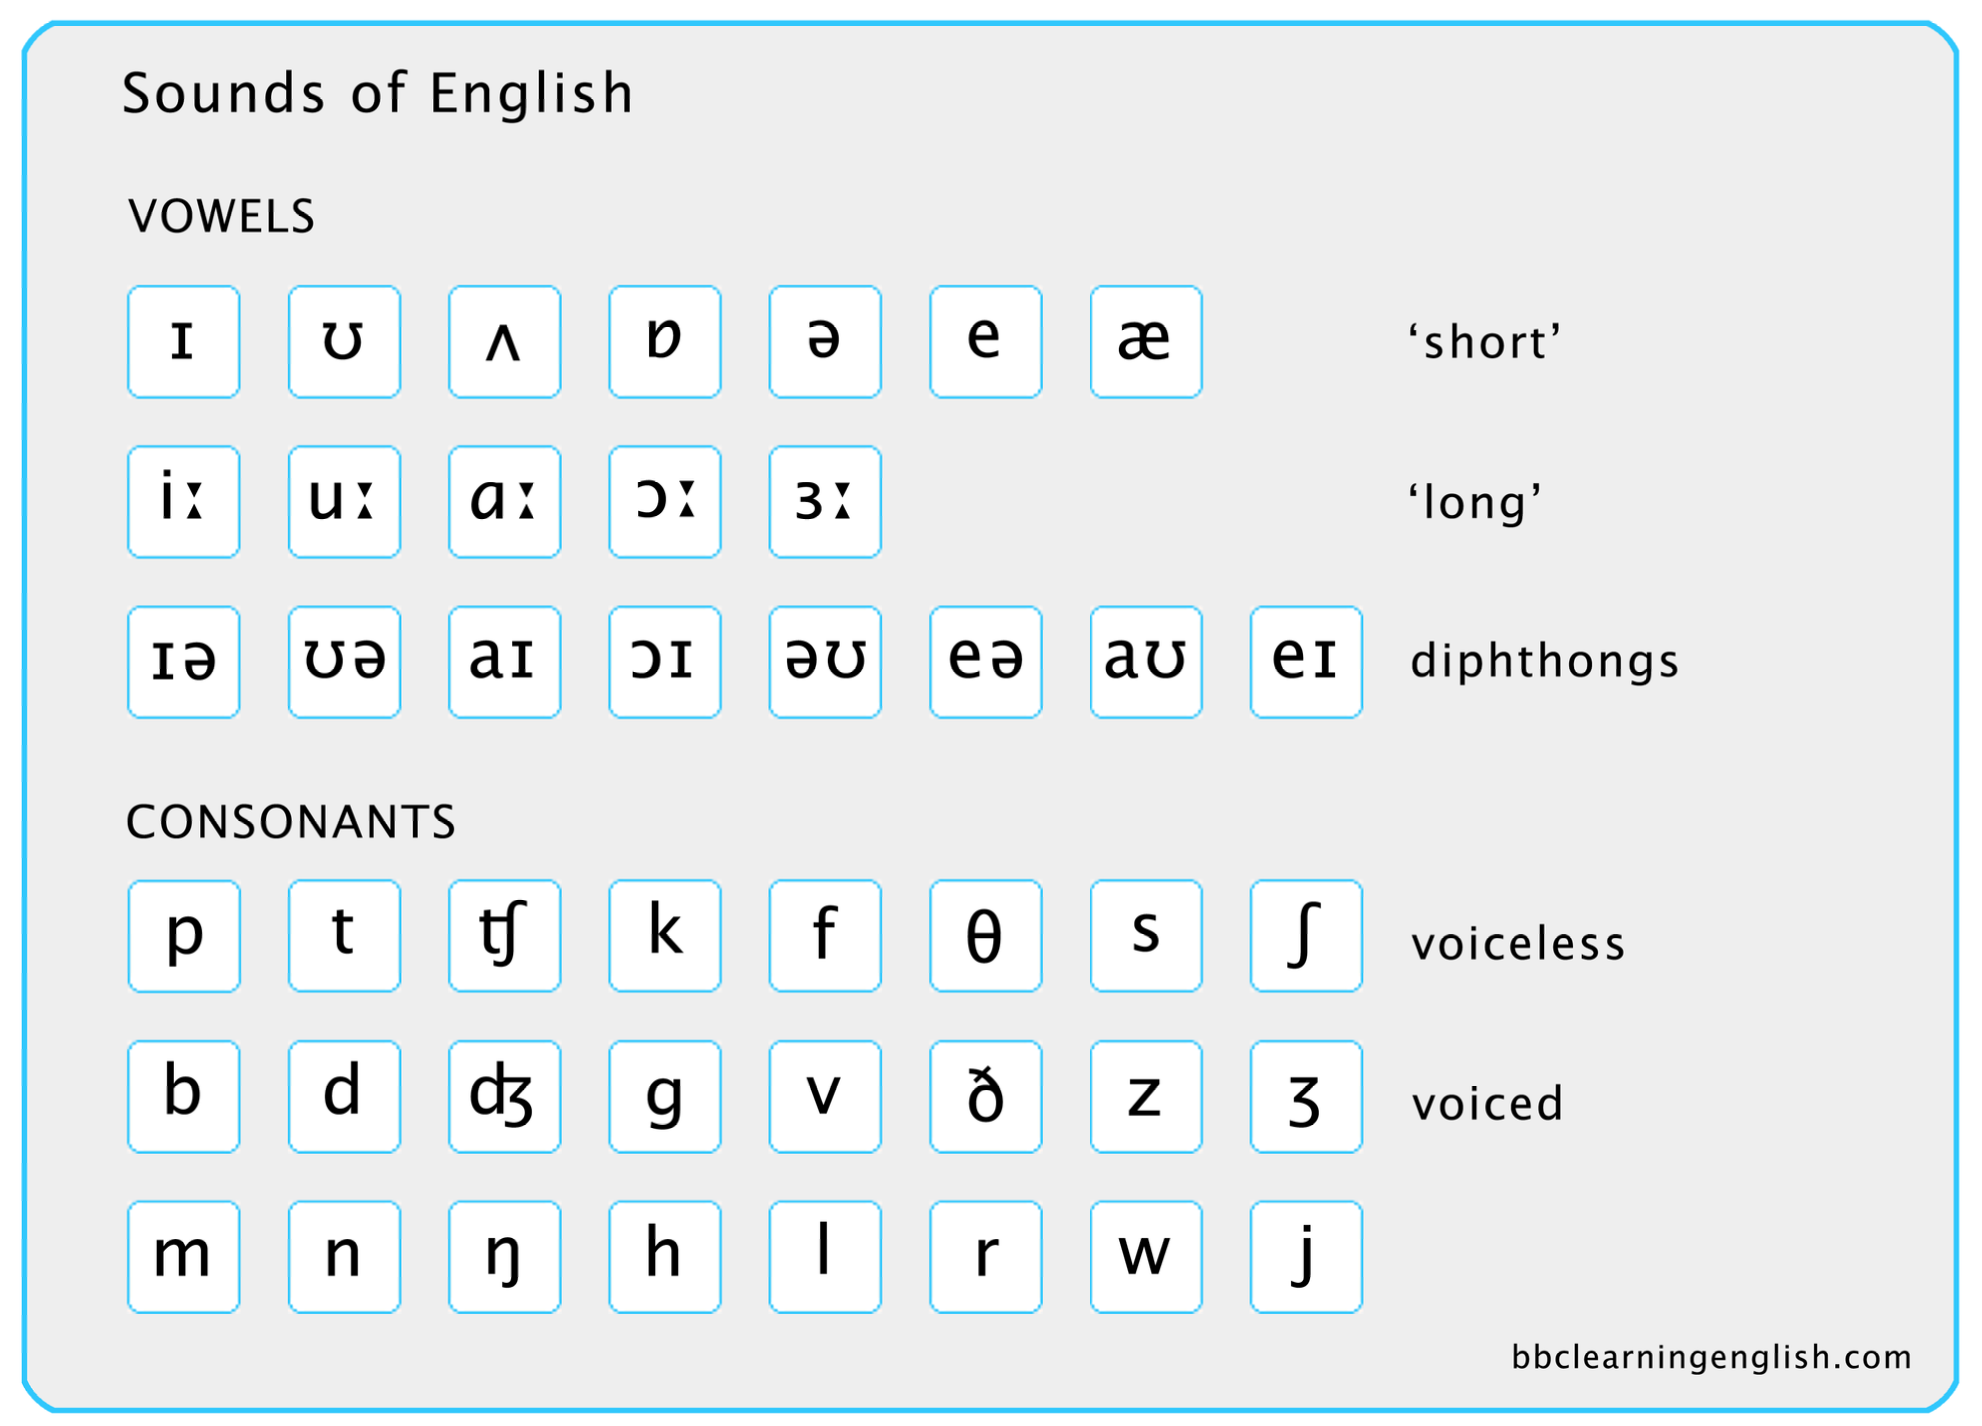 Sounds of English
VOWELS
ɪ ʊ ʌ ɒ ə e æ ‘short’
iː uː ɑː ɔː ɜː ‘long’
ɪə ʊə aɪ ɔɪ əʊ eə aʊ eɪ diphthongs
CONSONANTS
p t ʧ k f θ s ʃ voiceless
b d ʤ g v ð z ʒ voiced
m n ŋ h l r w j
bbclearningenglish.com